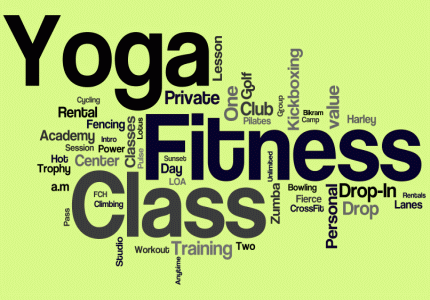 Yoga
Lesson
Cycling
Private
One
Golf
Club
Group
Kickboxing
Bikram
Camp
value
Rental
Fencing
Classes
Lotus
Pilates
Harley
Academy
Intro
Session
Power
Pulse
Fitness
Hot
Center
Sunset
Day
Unlimited
Trophy
LOA
a.m
Class
FCH
Climbing
Pass
Zumba
Bowling
Fierce
CrossFit
Personal
Drop-In
Drop
Rentals
Lanes
Studio
Workout
Training
Two
Anytime